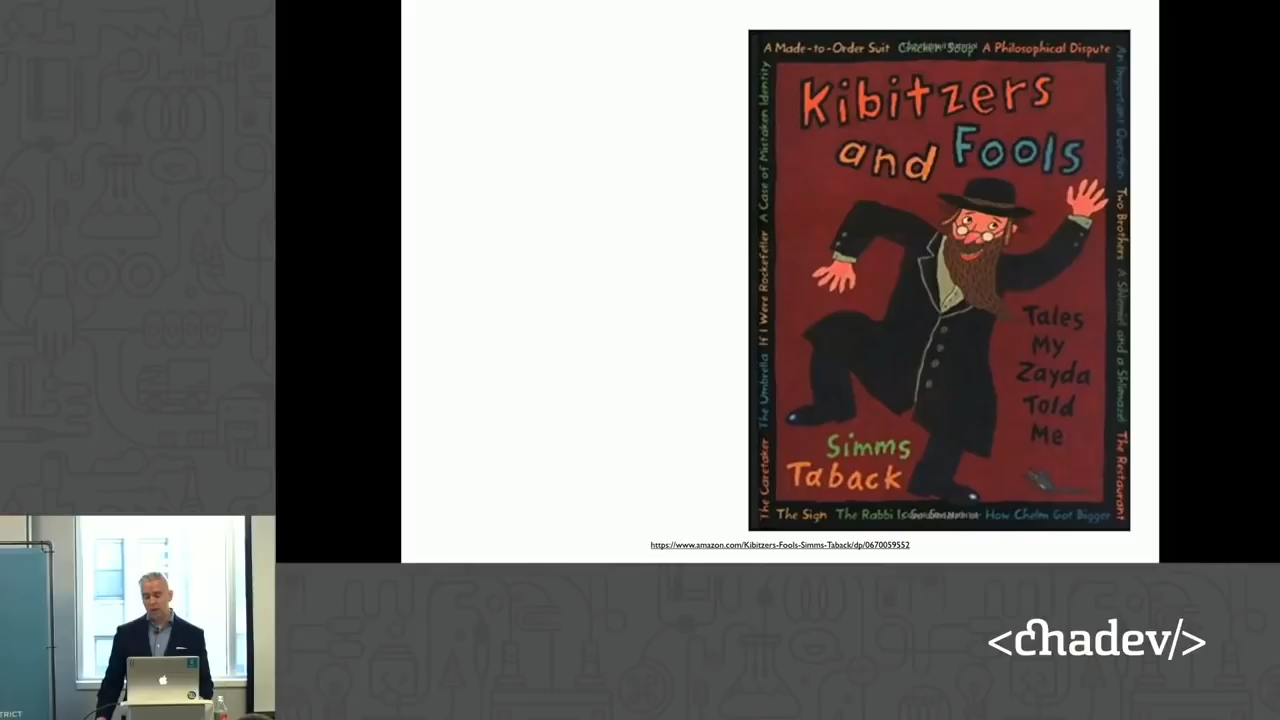 A Made-to-Order Suit Chicken Soup A Philosophical Dispute
Kibitzers
and Fools
An Important Question Two Brothers A Shlemiel and a Shlimazel The Restaurant
The Caretaker The Umbrella If I Were Rockefeller A Case of Mistaken Identity
Tales
My
Zayda
Told
Me
Simms
Taback
The Sign The Rabbi Is How Chelm Got Bigger
https://www.amazon.com/Kibitzers-Fools-Simms-Taback/dp/0670059552
<chadev/>
TRICT